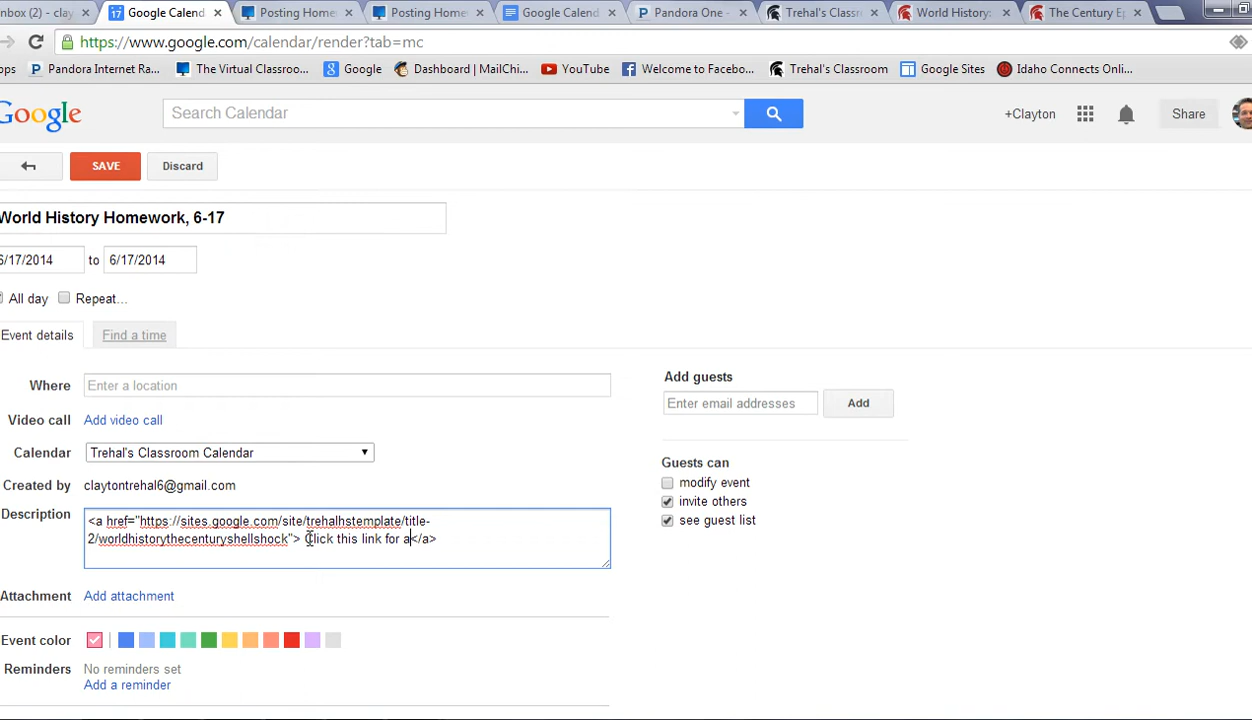 nbox (2) - clay
Google Calend
Posting Home
Posting Home
Google Calend
Pandora One -
Trehal's Classr
World History:
The Century Ep
https://www.google.com/calendar/render?tab=mc
pps
Pandora Internet Ra...
The Virtual Classroo...
Google
Dashboard | MailChi...
YouTube
Welcome to Facebo...
Trehal's Classroom
Google Sites
Idaho Connects Onli...
Google
Search Calendar
+Clayton
Share
SAVE
Discard
World History Homework, 6-17
6/17/2014 to 6/17/2014
All day Repeat...
Event details
Find a time
Where
Enter a location
Video call
Add video call
Calendar
Trehal's Classroom Calendar
Created by
claytontrehal6@gmail.com
Description
<a href="https://sites.google.com/site/trehalhstemplate/title-
2/worldhistorythecenturyshellshock"> Click this link for a</a>
Attachment
Add attachment
Event color
Reminders
No reminders set
Add a reminder
Add guests
Enter email addresses
Add
Guests can
modify event
invite others
see guest list